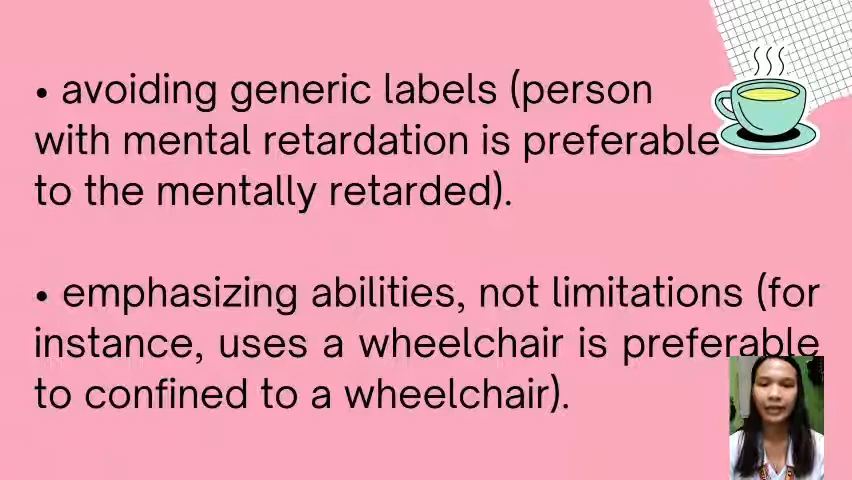 • avoiding generic labels (person
with mental retardation is preferable
to the mentally retarded).
• emphasizing abilities, not limitations (for
instance, uses a wheelchair is preferable
to confined to a wheelchair).